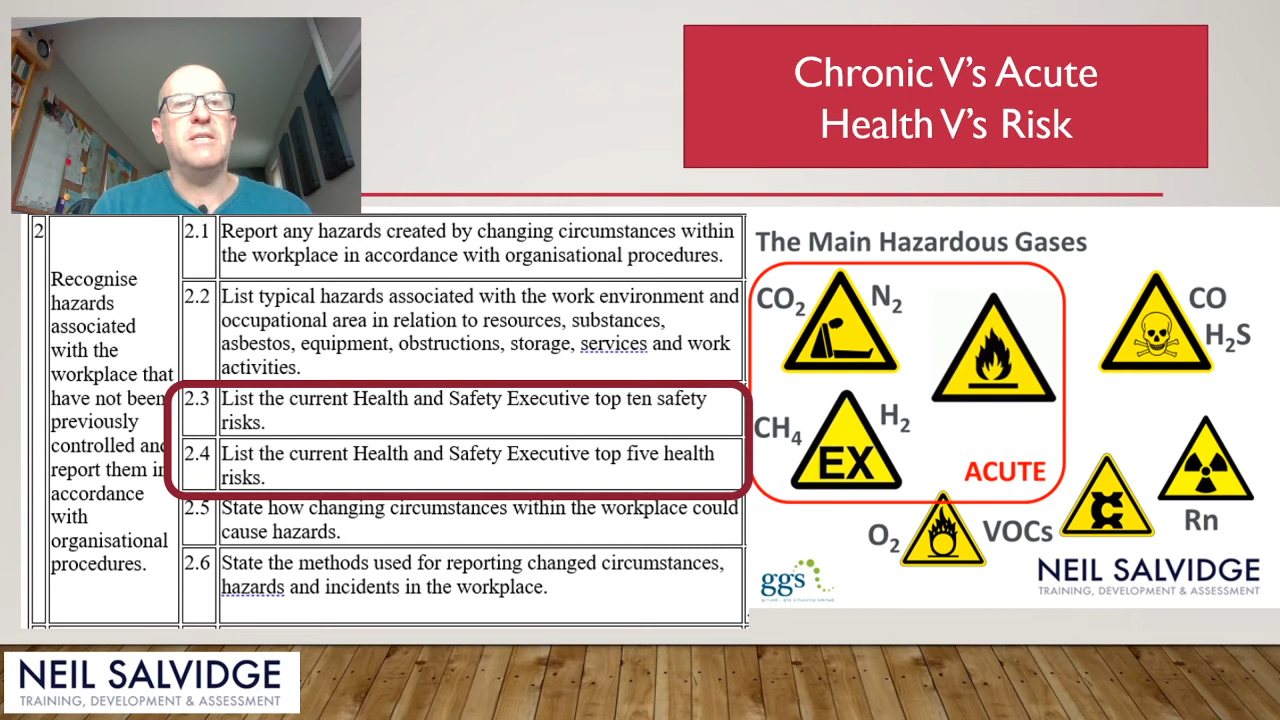 Chronic V's Acute
Health V's Risk
2
Recognise
hazards
associated
with the
workplace that
have not been
previously
controlled and
report them in
accordance
with
organisational
procedures.
2.1
Report any hazards created by changing circumstances within
the workplace in accordance with organisational procedures.
2.2
List typical hazards associated with the work environment and
occupational area in relation to resources, substances,
asbestos, equipment, obstructions, storage, services and work
activities.
2.3
List the current Health and Safety Executive top ten safety
risks.
2.4
List the current Health and Safety Executive top five health
risks.
2.5
State how changing circumstances within the workplace could
cause hazards.
2.6
State the methods used for reporting changed circumstances,
hazards and incidents in the workplace.
The Main Hazardous Gases
CO2
N2
CO
H2S
CH4
H2
EX
ACUTE
O2
VOCs
Rn
ggs
NEIL SALVIDGE
TRAINING, DEVELOPMENT & ASSESSMENT
NEIL SALVIDGE
TRAINING, DEVELOPMENT & ASSESSMENT